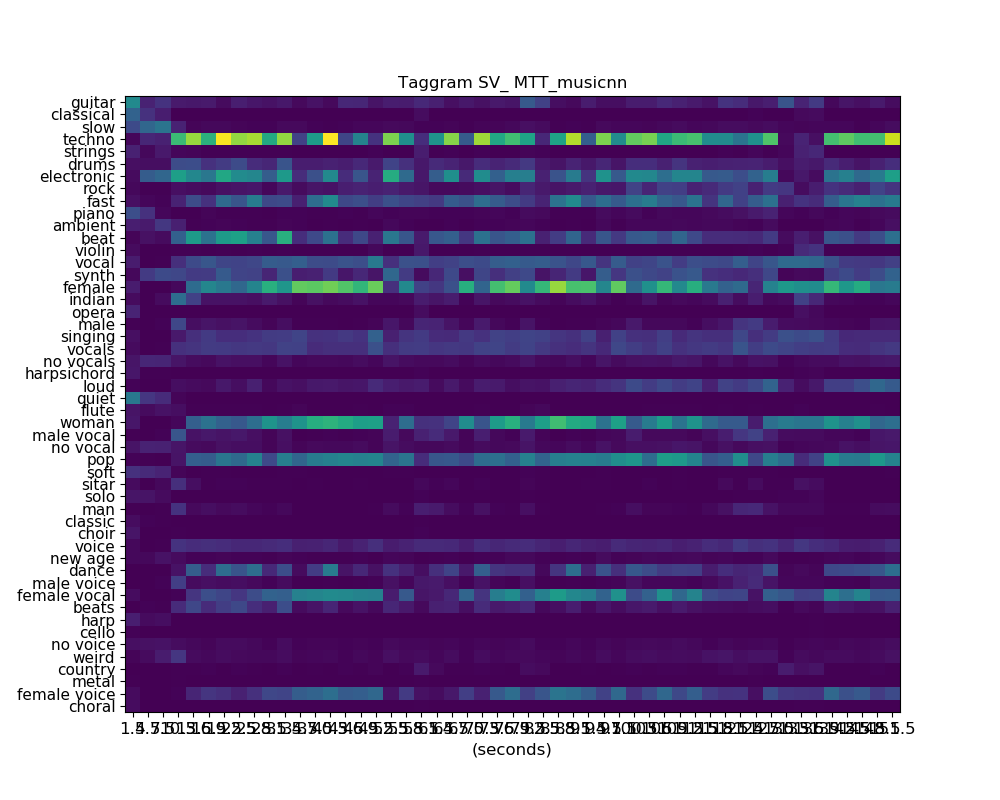 Taggram SV_ MTT_musicnn
guitar
classical
slow
techno
strings
drums
electronic
rock
fast
piano
ambient
beat
violin
vocal
synth
female
indian
opera
male
singing
vocals
no vocals
harpsichord
loud
quiet
flute
woman
male vocal
no vocal
pop
soft
sitar
solo
man
classic
choir
voice
new age
dance
male voice
female vocal
beats
harp
cello
no voice
weird
country
metal
female voice
choral
(seconds)